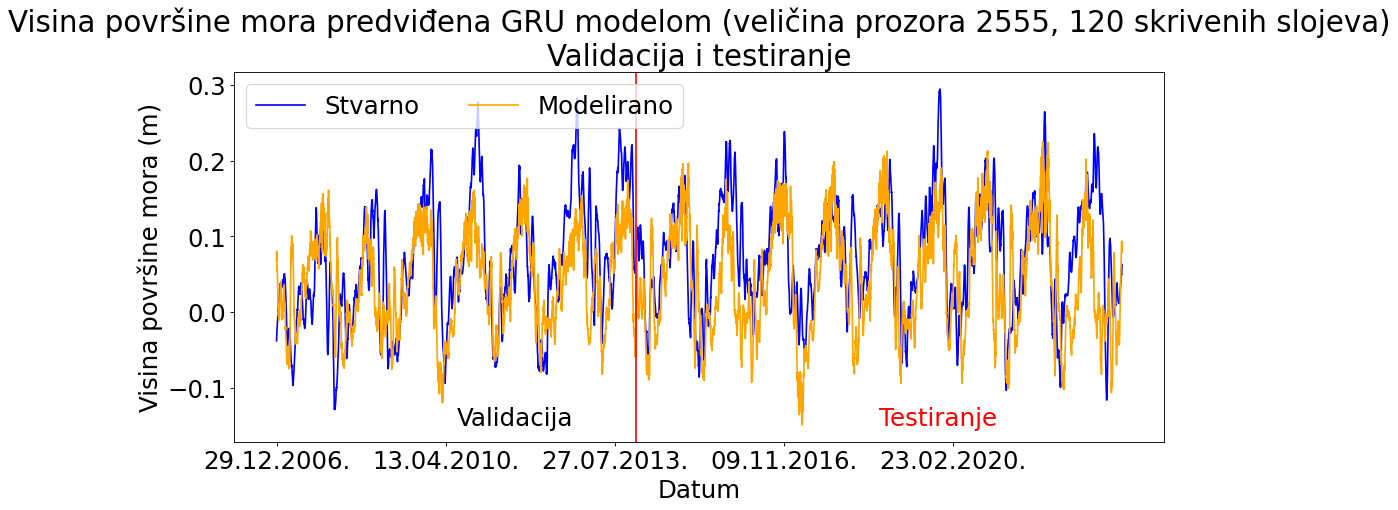 Visina površine mora predviđena GRU modelom (veličina prozora 2555, 120 skrivenih slojeva)
Validacija i testiranje
Stvarno Modelirano
Visina površine mora (m)
0.3
0.2
0.1
0.0
−0.1
Validacija Testiranje
29.12.2006. 13.04.2010. 27.07.2013. 09.11.2016. 23.02.2020.
Datum